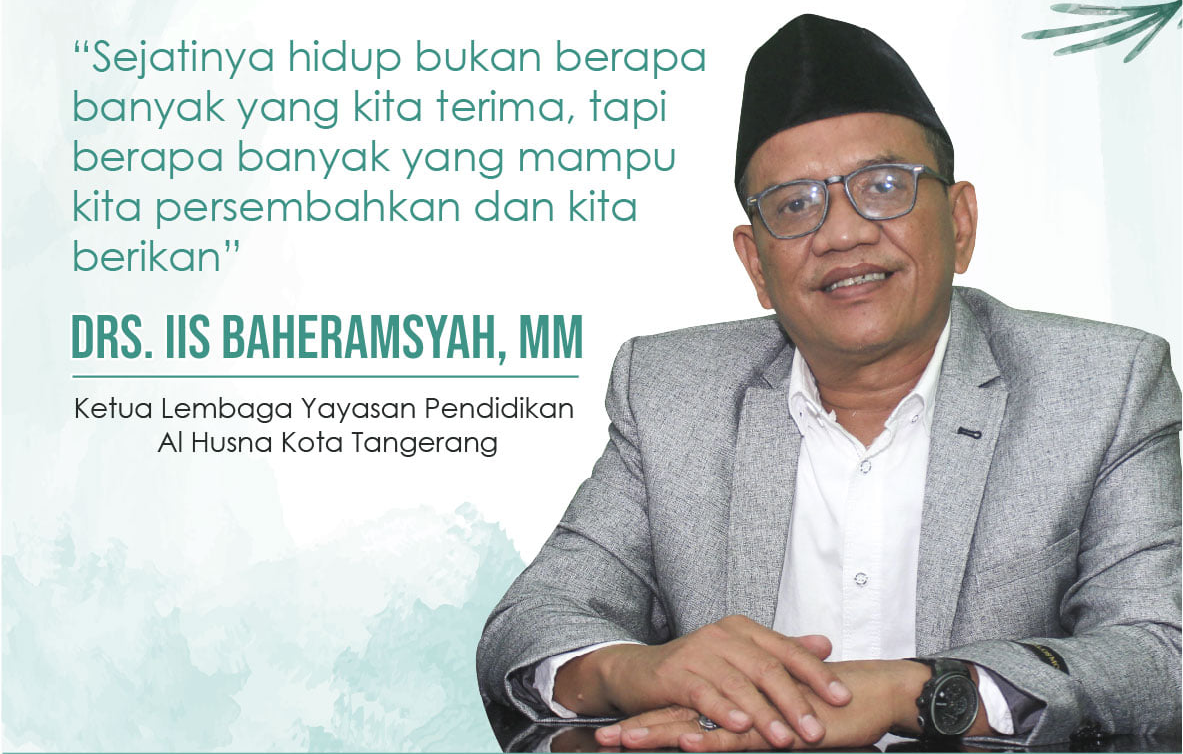 “Sejatinya hidup bukan berapa
banyak yang kita terima, tapi
berapa banyak yang mampu
kita persembahkan dan kita
berikan”
DRS. IIS BAHERAMSYAH, MM
Ketua Lembaga Yayasan Pendidikan
Al Husna Kota Tangerang